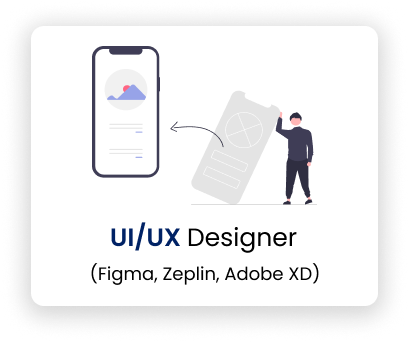 UI/UX Designer
(Figma, Zeplin, Adobe XD)